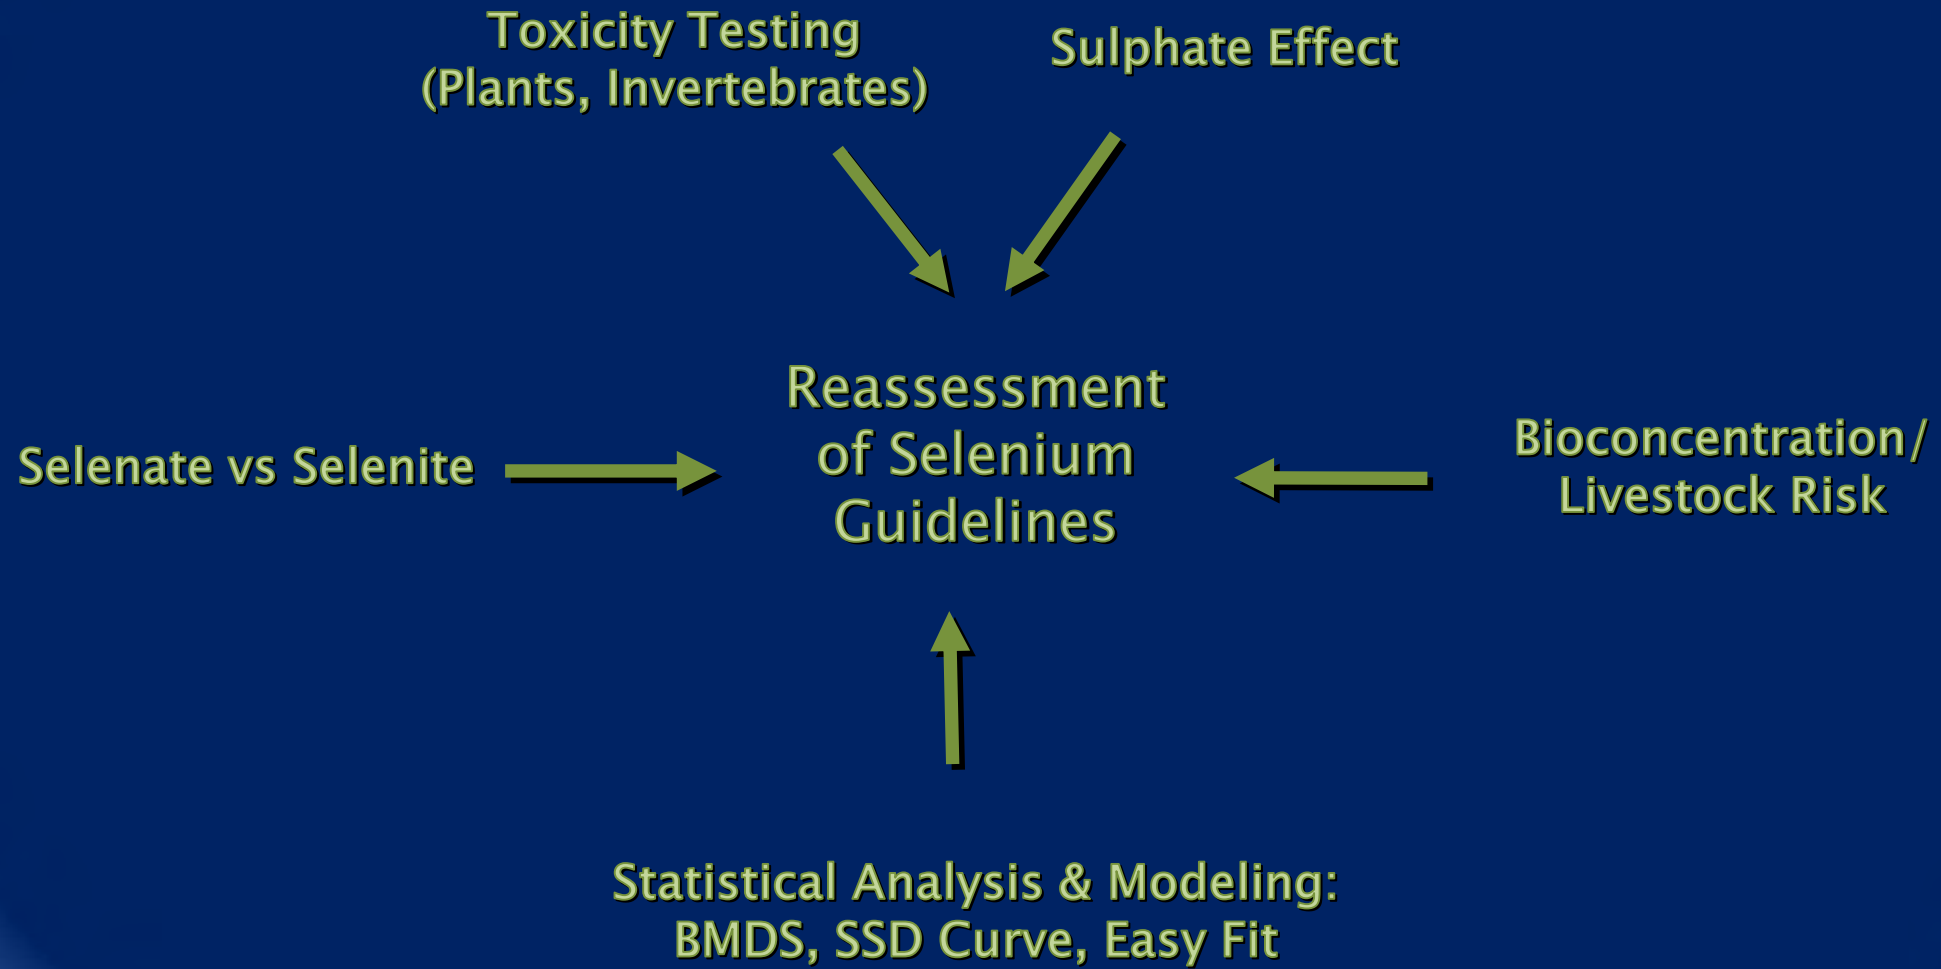 Toxicity Testing
(Plants, Invertebrates)
Sulphate Effect
Reassessment
of Selenium
Guidelines
Selenate vs Selenite
Bioconcentration/
Livestock Risk
Statistical Analysis & Modeling:
BMDS, SSD Curve, Easy Fit